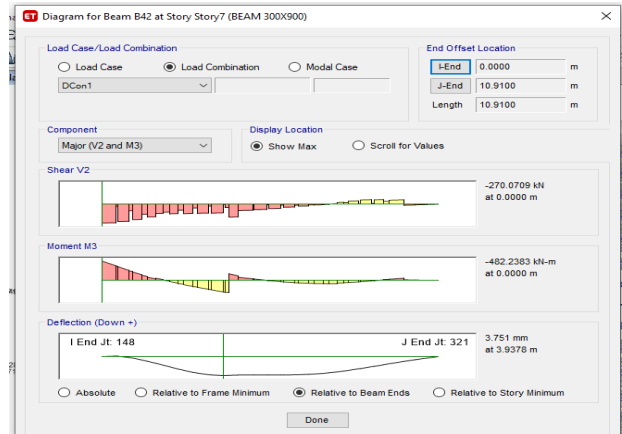 ET Diagram for Beam B42 at Story Story7 (BEAM 300X900)
Load Case/Load Combination
Load Case Load Combination Modal Case
DCon1
End Offset Location
I-End 0.0000 m
J-End 10.9100 m
Length 10.9100 m
Component
Major (V2 and M3)
Display Location
Show Max Scroll for Values
Shear V2
-270.0709 kN
at 0.0000 m
Moment M3
-482.2383 kN-m
at 0.0000 m
Deflection (Down +)
I End Jt: 148 J End Jt: 321
3.751 mm
at 3.9378 m
Absolute Relative to Frame Minimum Relative to Beam Ends Relative to Story Minimum
Done